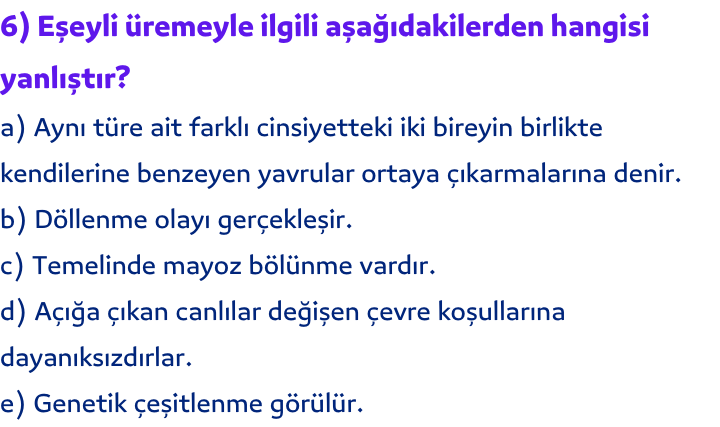 6) Eşeyli üremeyle ilgili aşağıdakilerden hangisi
yanlıştır?
a) Aynı türe ait farklı cinsiyetteki iki bireyin birlikte
kendilerine benzeyen yavrular ortaya çıkarmalarına denir.
b) Döllenme olayı gerçekleşir.
c) Temelinde mayoz bölünme vardır.
d) Açığa çıkan canlılar değişen çevre koşullarına
dayanıksızdırlar.
e) Genetik çeşitlenme görülür.